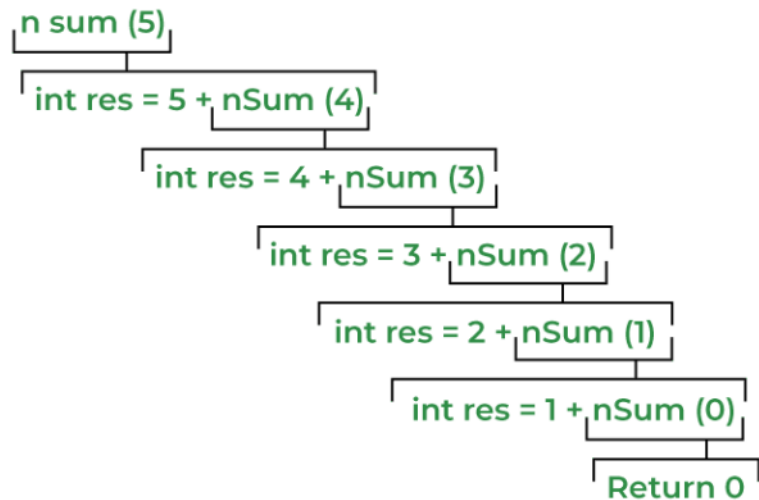 n sum (5)
int res = 5 + nSum (4)
int res = 4 + nSum (3)
int res = 3 + nSum (2)
int res = 2 + nSum (1)
int res = 1 + nSum (0)
Return 0